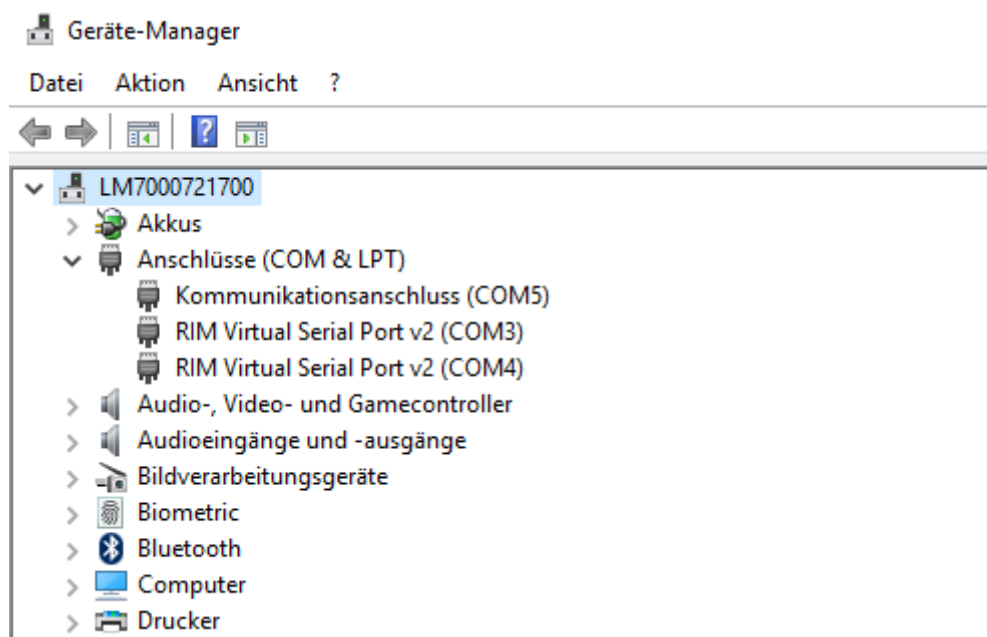 Geräte-Manager
Datei Aktion Ansicht ?
LM7000721700
Akkus
Anschlüsse (COM & LPT)
Kommunikationsanschluss (COM5)
RIM Virtual Serial Port v2 (COM3)
RIM Virtual Serial Port v2 (COM4)
Audio-, Video- und Gamecontroller
Audioeingänge und -ausgänge
Bildverarbeitungsgeräte
Biometric
Bluetooth
Computer
Drucker